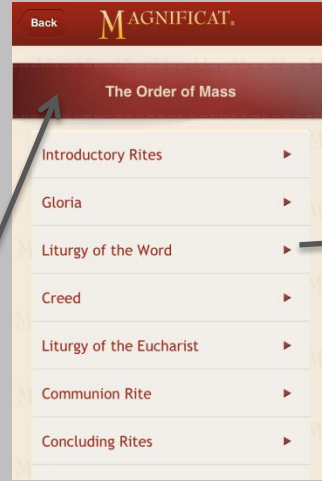 Back
MAGNIFICAT®
The Order of Mass
Introductory Rites
Gloria
Liturgy of the Word
Creed
Liturgy of the Eucharist
Communion Rite
Concluding Rites